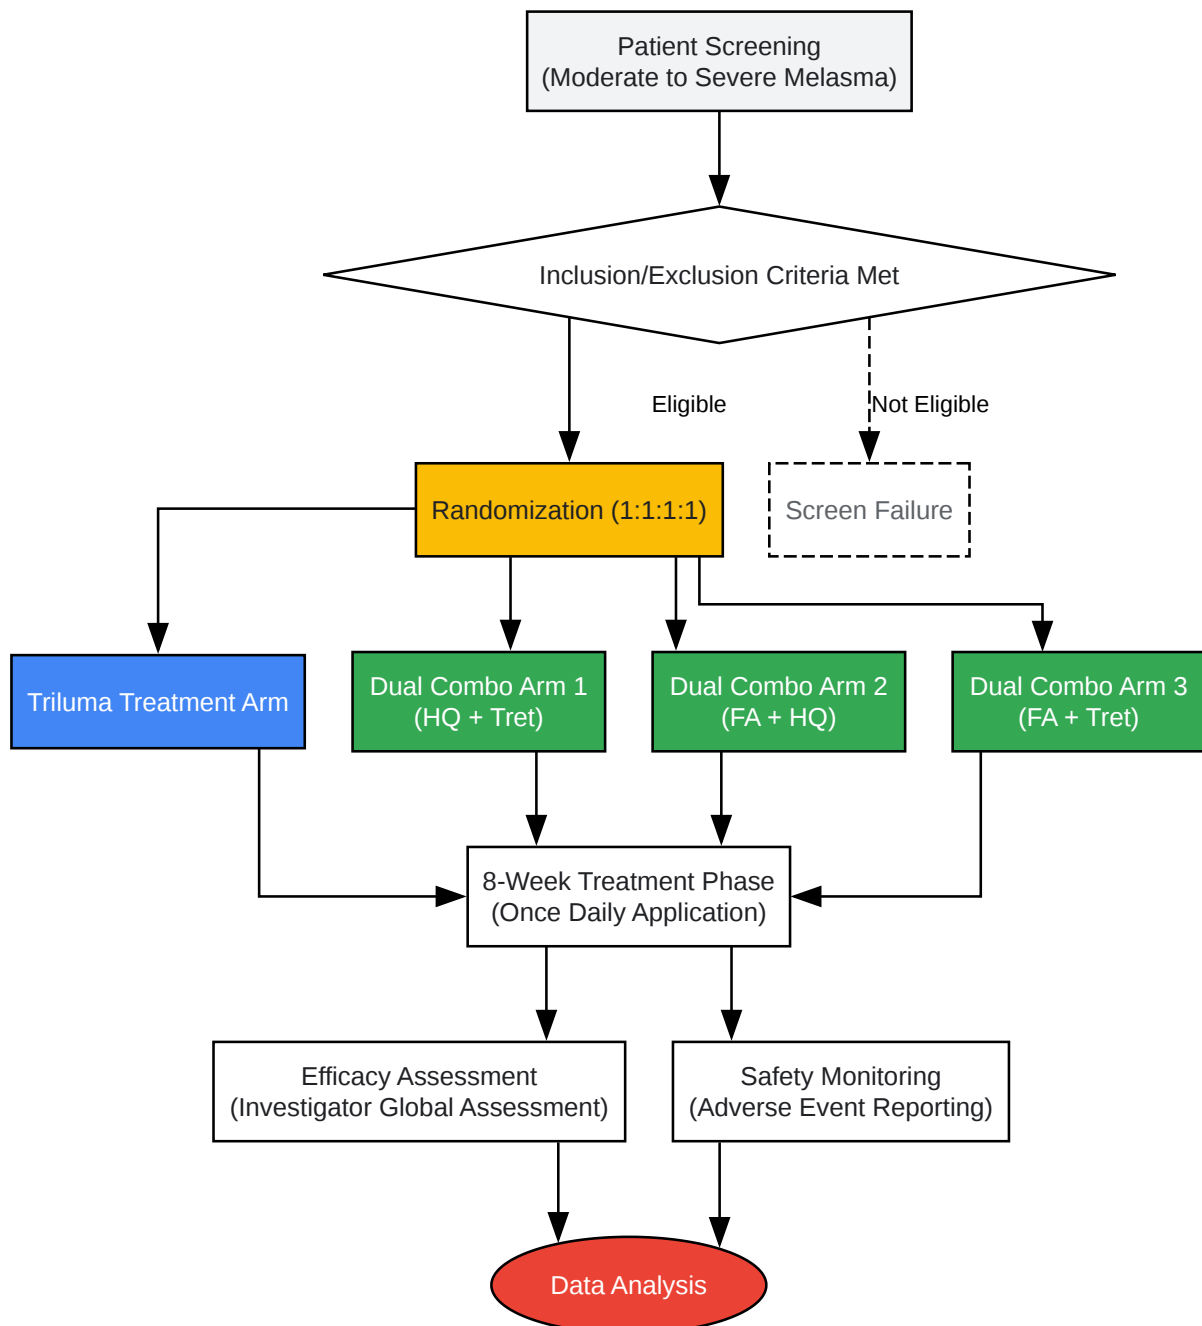 Patient Screening
(Moderate to Severe Melasma)
Inclusion/Exclusion Criteria Met
Eligible
Not Eligible
Randomization (1:1:1:1)
Screen Failure
Triluma Treatment Arm
Dual Combo Arm 1
(HQ + Tret)
Dual Combo Arm 2
(FA + HQ)
Dual Combo Arm 3
(FA + Tret)
8-Week Treatment Phase
(Once Daily Application)
Efficacy Assessment
(Investigator Global Assessment)
Safety Monitoring
(Adverse Event Reporting)
Data Analysis